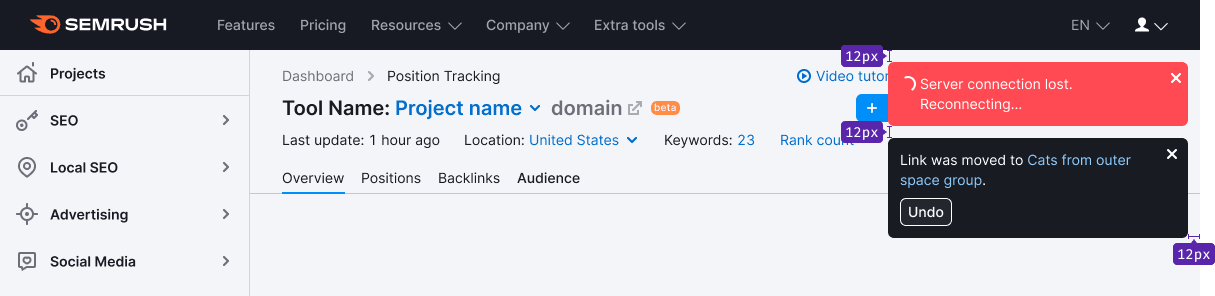 SEMRUSH Features Pricing Resources Company Extra tools EN
Projects
SEO
Local SEO
Advertising
Social Media
Dashboard Position Tracking
Video tutor
Tool Name: Project name domain beta
+
Last update: 1 hour ago Location: United States Keywords: 23 Rank count
Overview Positions Backlinks Audience
12px
Server connection lost.
Reconnecting...
12px
Link was moved to Cats from outer
space group.
Undo
12px